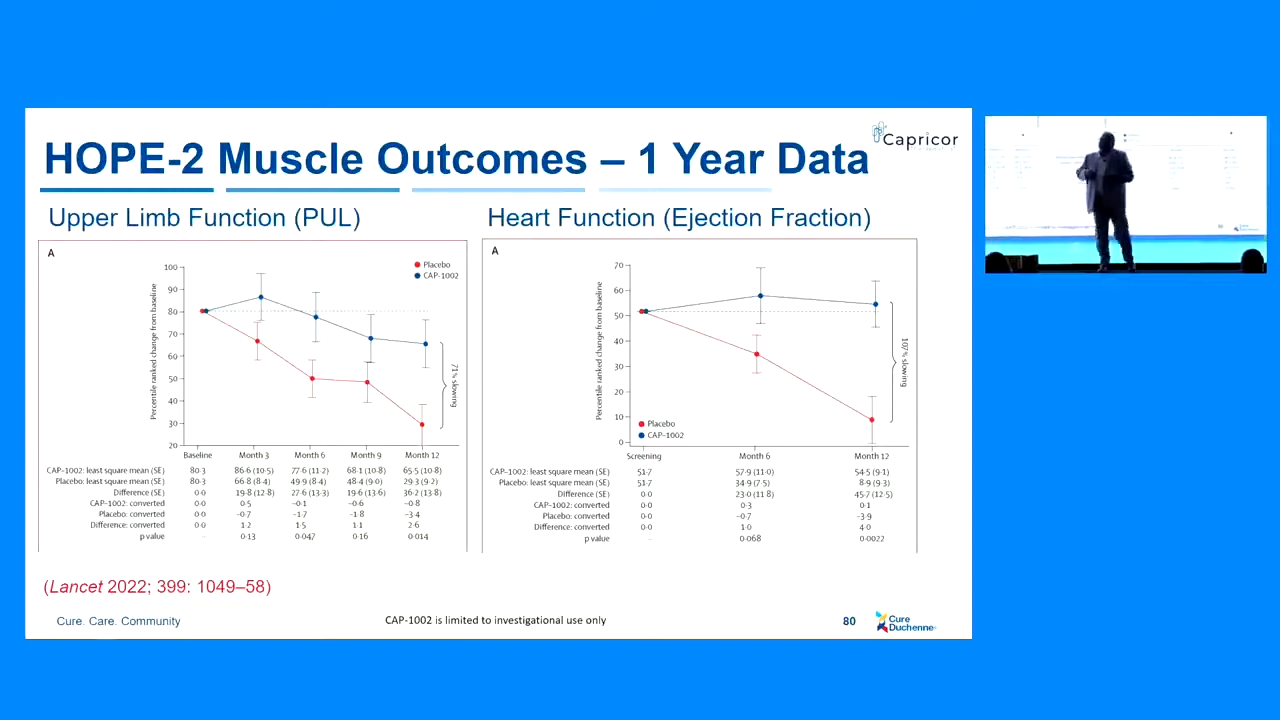 Capricor
HOPE-2 Muscle Outcomes – 1 Year Data
Upper Limb Function (PUL)
A
Placebo
CAP-1002
Percentile ranked change from baseline
100
90
80
70
60
50
40
30
20
71% slowing
Baseline Month 3 Month 6 Month 9 Month 12
CAP-1002: least square mean (SE) 80·3 86·6 (10·5) 77·6 (11·2) 68·1 (10·8) 65·5 (10·8)
Placebo: least square mean (SE) 80·3 66·8 (8·4) 49·9 (8·4) 48·4 (9·0) 29·3 (9·2)
Difference (SE) 0·0 19·8 (12·8) 27·6 (13·3) 19·6 (13·6) 36·2 (13·8)
CAP-1002: converted 0·0 0·5 –0·1 –0·6 –0·8
Placebo: converted 0·0 –0·7 –1·7 –1·8 –3·4
Difference: converted 0·0 1·2 1·5 1·1 2·6
p value .. 0·13 0·047 0·16 0·014
Heart Function (Ejection Fraction)
A
Percentile ranked change from baseline
70
60
50
40
30
20
10
0
Placebo
CAP-1002
107% slowing
Screening Month 6 Month 12
CAP-1002: least square mean (SE) 51·7 57·9 (11·0) 54·5 (9·1)
Placebo: least square mean (SE) 51·7 34·9 (7·5) 8·9 (9·3)
Difference (SE) 0·0 23·0 (11·8) 45·7 (12·5)
CAP-1002: converted 0·0 0·3 0·1
Placebo: converted 0·0 –0·7 –3·9
Difference: converted 0·0 1·0 4·0
p value .. 0·068 0·0022
(Lancet 2022; 399: 1049–58)
Cure. Care. Community
CAP-1002 is limited to investigational use only
80
Cure
Duchenne